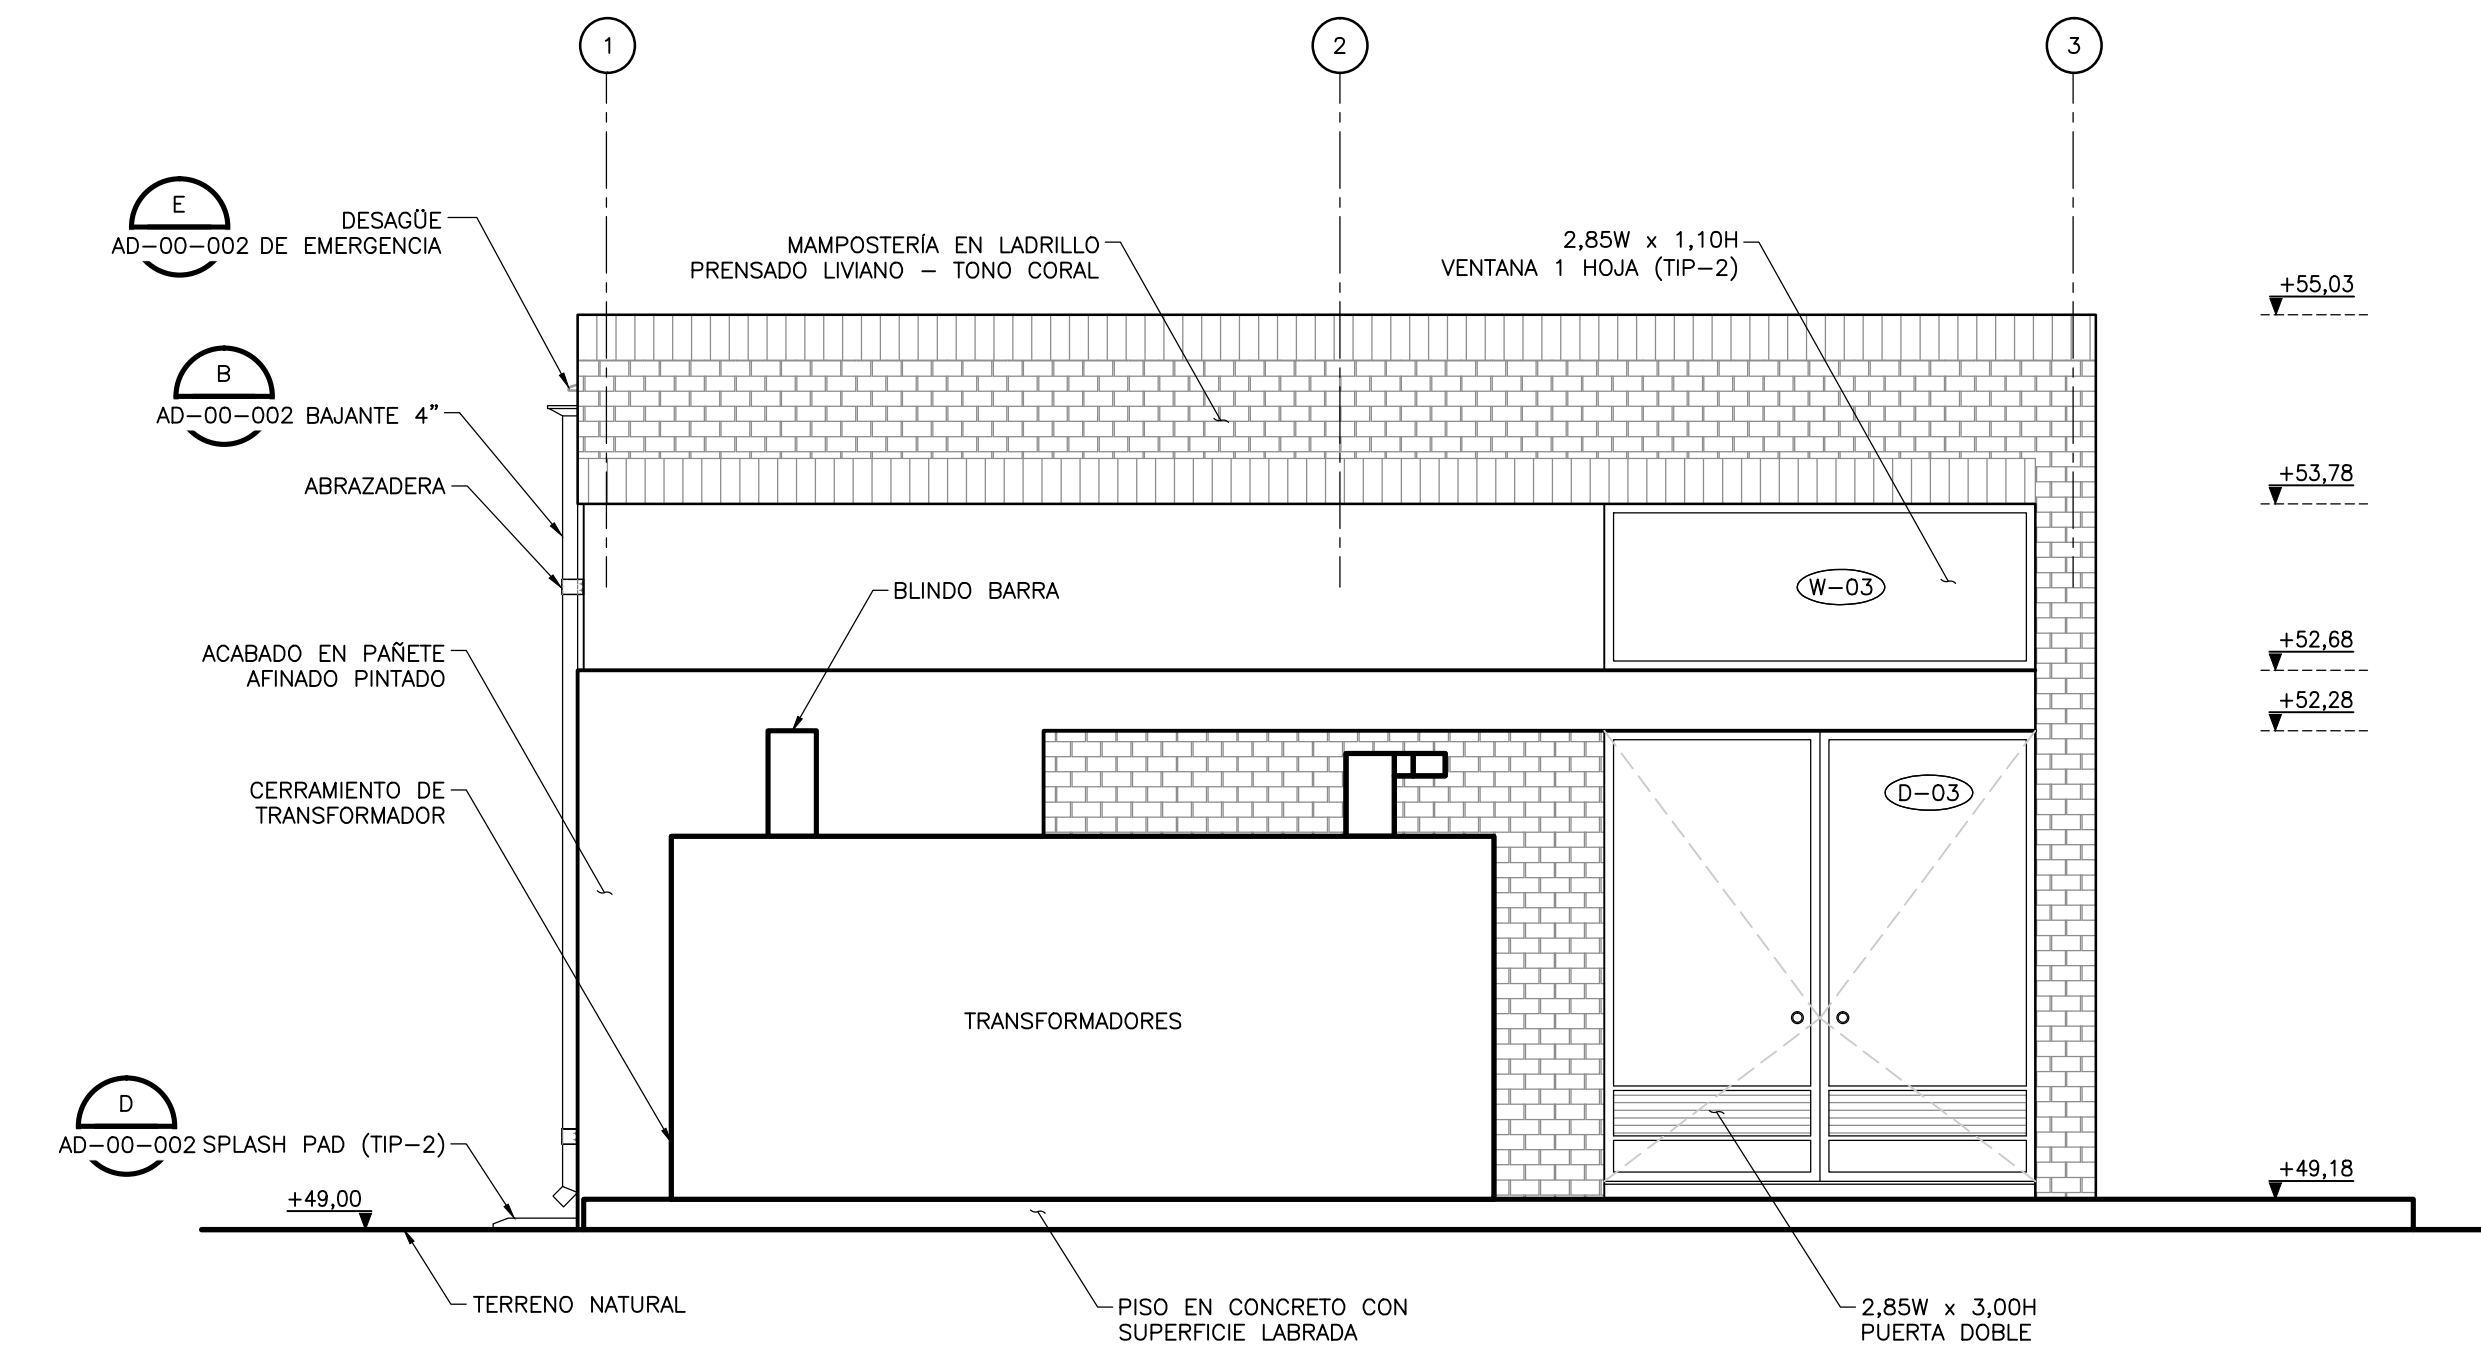 1
2
3
E
AD-00-002
DESAGÜE
DE EMERGENCIA
MAMPOSTERÍA EN LADRILLO
PRENSADO LIVIANO - TONO CORAL
2,85W x 1,10H
VENTANA 1 HOJA (TIP-2)
+55,03
B
AD-00-002
BAJANTE 4”
ABRAZADERA
+53,78
W-03
BLINDO BARRA
ACABADO EN PAÑETE
AFINADO PINTADO
+52,68
+52,28
CERRAMIENTO DE
TRANSFORMADOR
D-03
TRANSFORMADORES
D
AD-00-002
SPLASH PAD (TIP-2)
+49,00
+49,18
TERRENO NATURAL
PISO EN CONCRETO CON
SUPERFICIE LABRADA
2,85W x 3,00H
PUERTA DOBLE